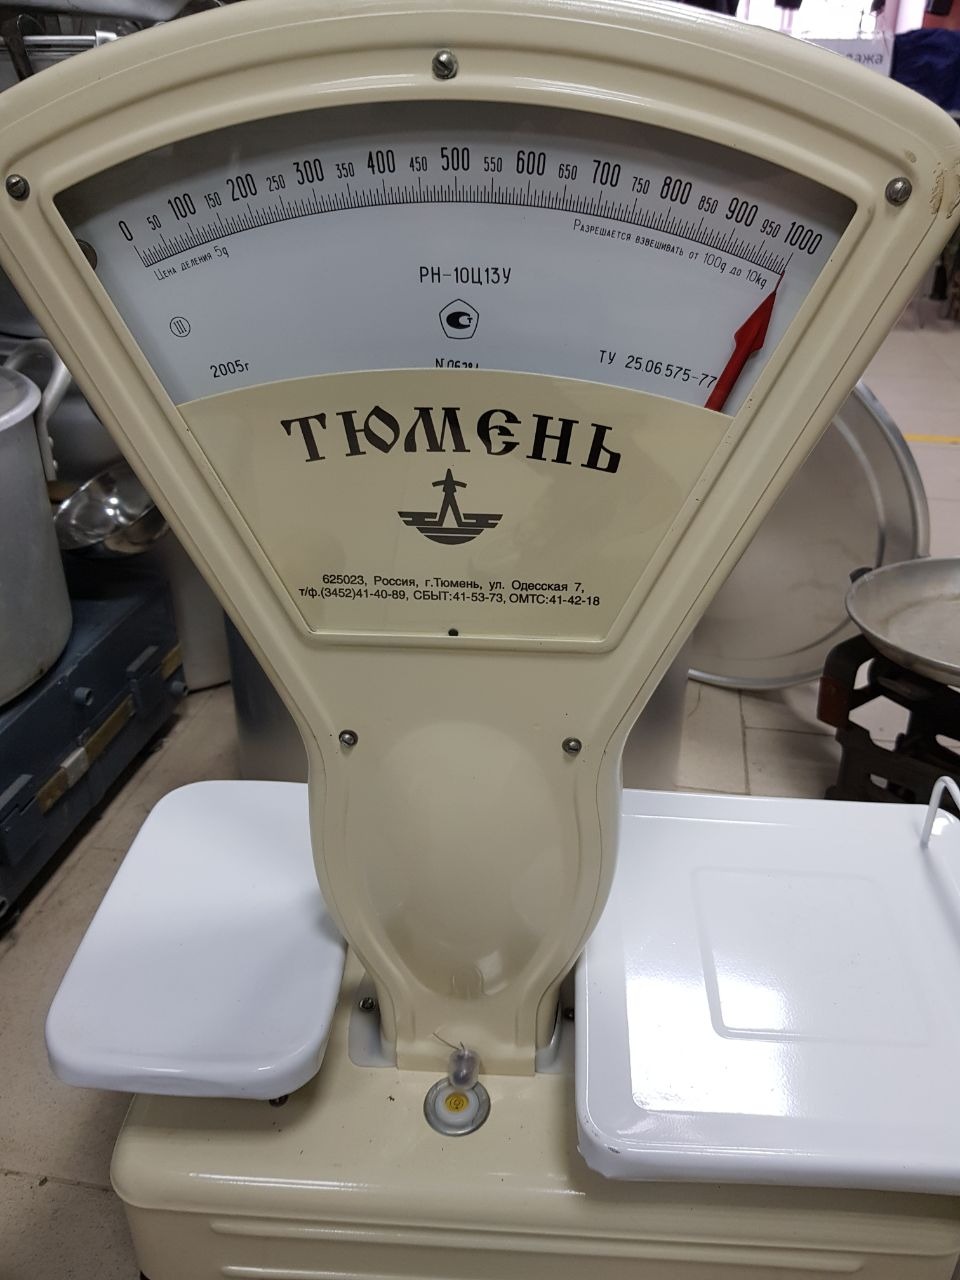 0 50 100 150 200 250 300 350 400 450 500 550 600 650 700 750 800 850 900 950 1000
Цена деления 5g
Разрешается взвешивать от 100g до 10kg
РН-10Ц13У
III
2005г
ТУ 25.06 575-77
ТЮМЕНЬ
625023, Россия, г.Тюмень, ул. Одесская 7,
т/ф.(3452)41-40-89, СБЫТ:41-53-73, ОМТС:41-42-18